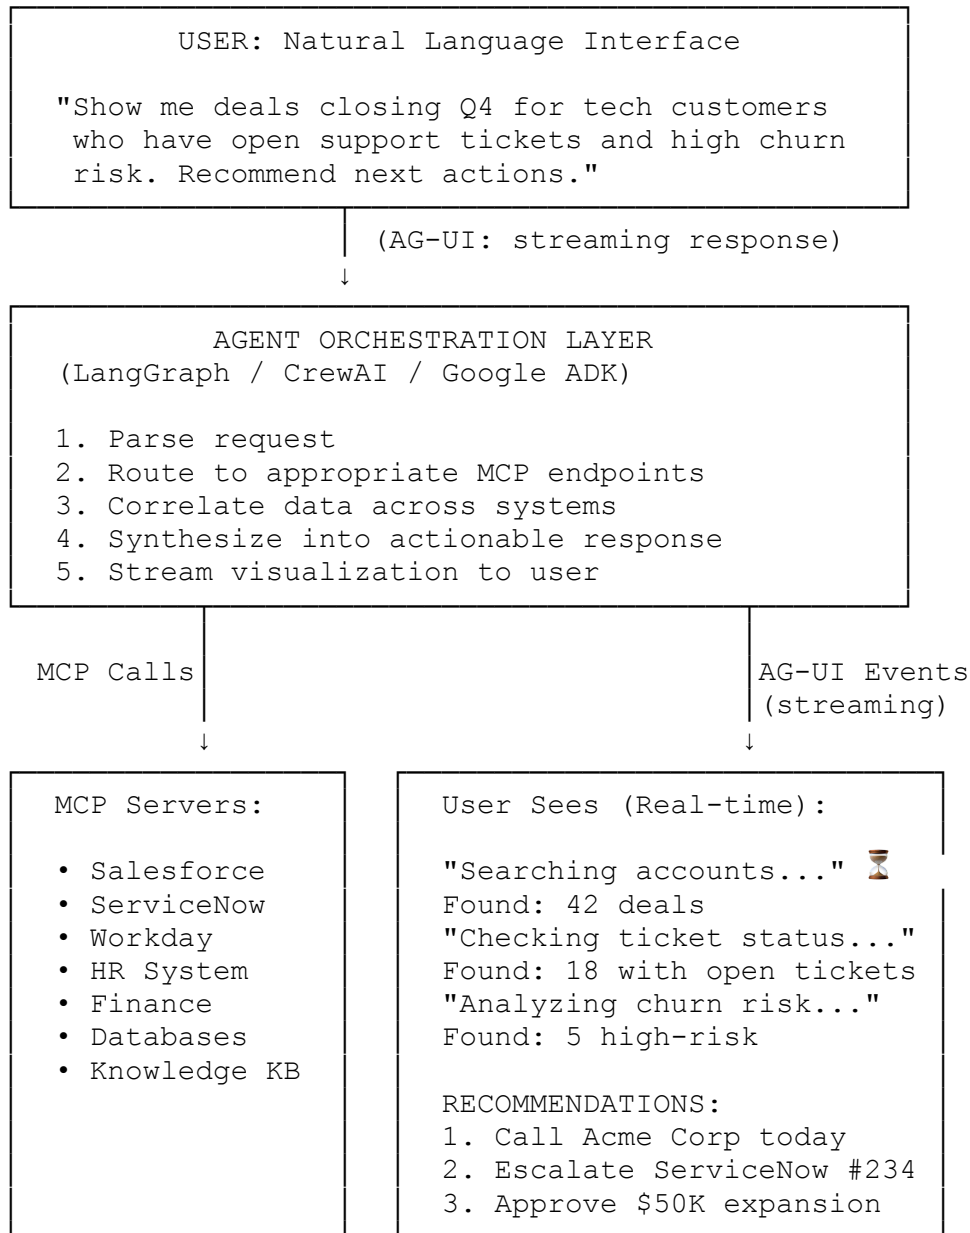 USER: Natural Language Interface
"Show me deals closing Q4 for tech customers
who have open support tickets and high churn
risk. Recommend next actions."
(AG-UI: streaming response)
↓
AGENT ORCHESTRATION LAYER
(LangGraph / CrewAI / Google ADK)
1. Parse request
2. Route to appropriate MCP endpoints
3. Correlate data across systems
4. Synthesize into actionable response
5. Stream visualization to user
MCP Calls
AG-UI Events
(streaming)
↓
↓
MCP Servers:
• Salesforce
• ServiceNow
• Workday
• HR System
• Finance
• Databases
• Knowledge KB
User Sees (Real-time):
"Searching accounts..." ⏳
Found: 42 deals
"Checking ticket status..."
Found: 18 with open tickets
"Analyzing churn risk..."
Found: 5 high-risk
RECOMMENDATIONS:
1. Call Acme Corp today
2. Escalate ServiceNow #234
3. Approve $50K expansion